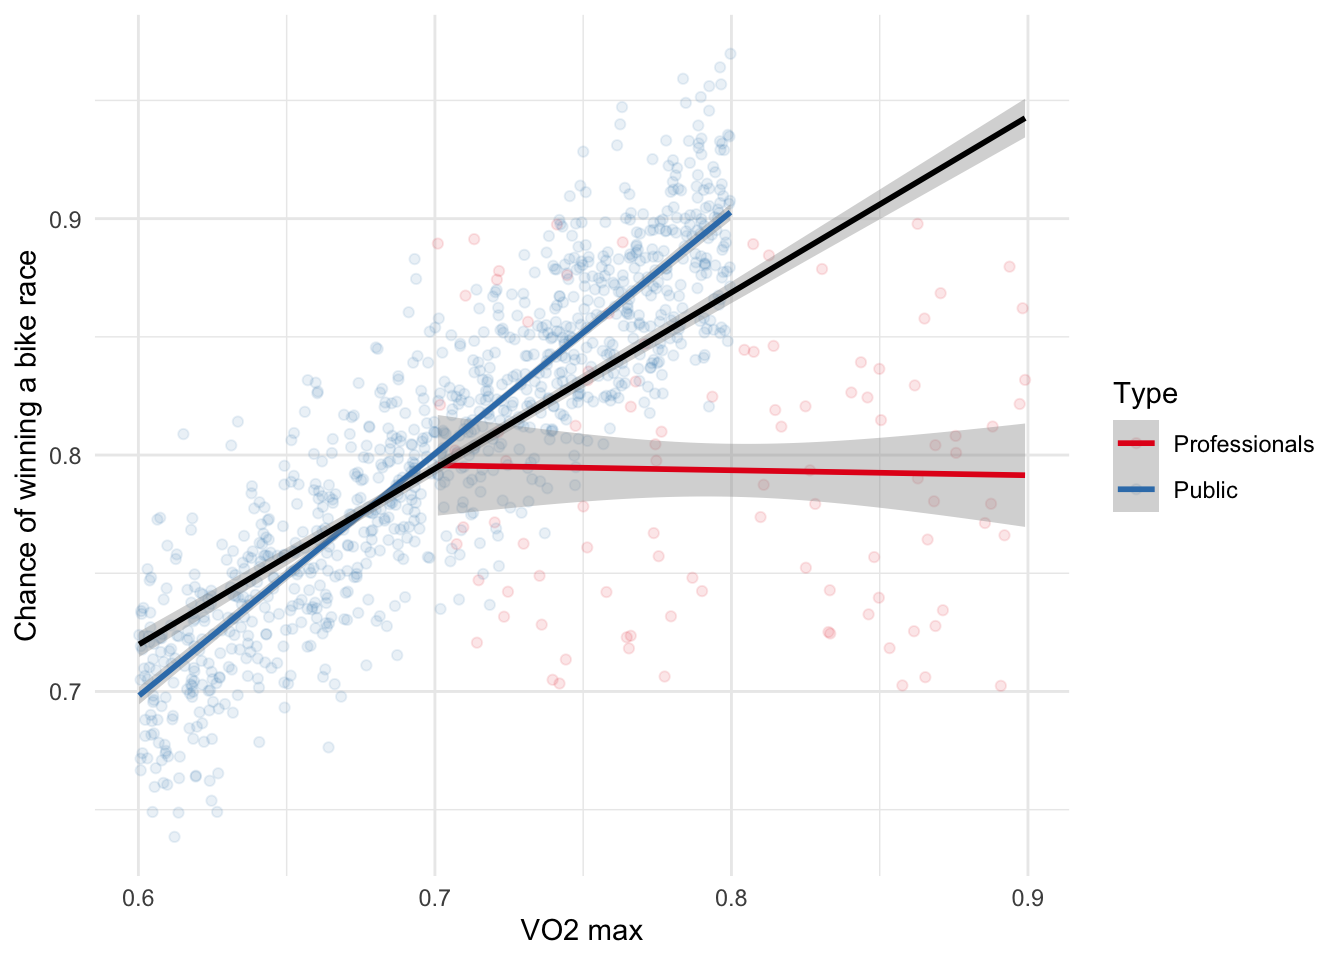 Chance of winning a bike race
0.9
0.8
0.7
0.6 0.7 0.8 0.9
VO2 max
Type
Professionals
Public